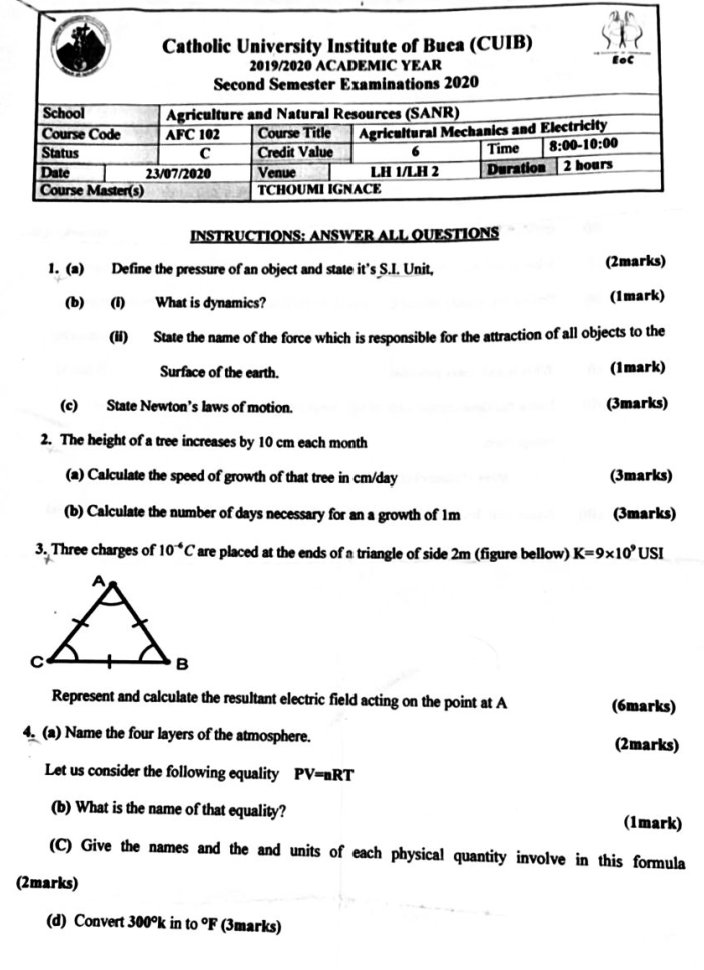 Catholic University Institute of Buea (CUIB)
2019/2020 ACADEMIC YEAR
Second Semester Examinations 2020
EoC
School Agriculture and Natural Resources (SANR)
Course Code AFC 102 Course Title Agricultural Mechanics and Electricity
Status C Credit Value 6 Time 8:00-10:00
Date 23/07/2020 Venue LH 1/LH 2 Duration 2 hours
Course Master(s) TCHOUMI IGNACE
INSTRUCTIONS: ANSWER ALL QUESTIONS
1. (a) Define the pressure of an object and state it's S.I. Unit, (2marks)
(b) (i) What is dynamics? (1mark)
(ii) State the name of the force which is responsible for the attraction of all objects to the
Surface of the earth. (1mark)
(c) State Newton's laws of motion. (3marks)
2. The height of a tree increases by 10 cm each month
(a) Calculate the speed of growth of that tree in cm/day (3marks)
(b) Calculate the number of days necessary for an a growth of 1m (3marks)
3. Three charges of 10⁻⁶C are placed at the ends of a triangle of side 2m (figure bellow) K=9×10⁹ USI
A
C B
Represent and calculate the resultant electric field acting on the point at A (6marks)
4. (a) Name the four layers of the atmosphere. (2marks)
Let us consider the following equality PV=nRT
(b) What is the name of that equality? (1mark)
(C) Give the names and the and units of each physical quantity involve in this formula
(2marks)
(d) Convert 300°k in to °F (3marks)